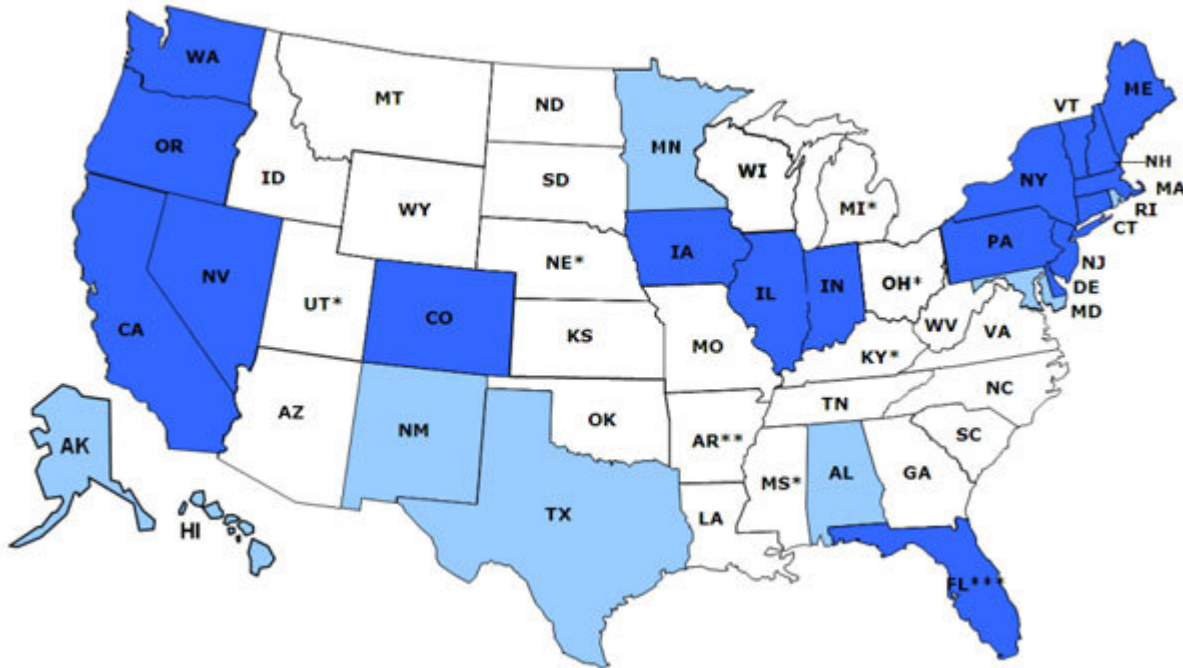 WA
MT
ND
MN
VT
ME
OR
ID
SD
WI
NH
WY
MI*
NY
MA
RI
CT
NV
UT*
CO
NE*
IA
IL
IN
OH*
PA
NJ
DE
MD
CA
KS
MO
WV
VA
KY*
AZ
NM
OK
AR**
TN
NC
SC
AK
HI
TX
LA
MS*
AL
GA
FL***